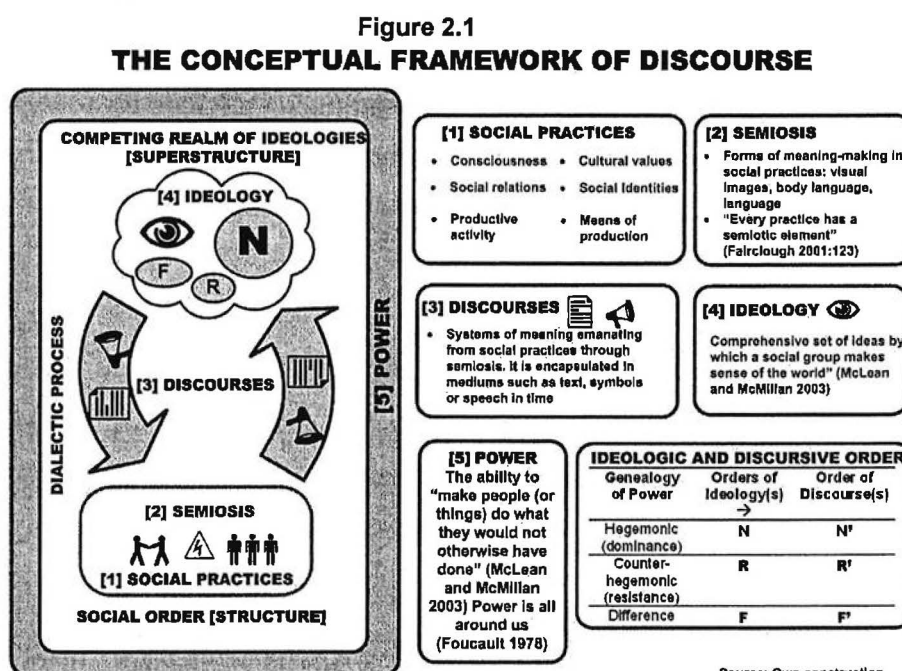 Figure 2.1
THE CONCEPTUAL FRAMEWORK OF DISCOURSE
COMPETING REALM OF IDEOLOGIES
[SUPERSTRUCTURE]
[4] IDEOLOGY
N
F
R
DIALECTIC PROCESS
[3] DISCOURSES
[5] POWER
[2] SEMIOSIS
[1] SOCIAL PRACTICES
SOCIAL ORDER [STRUCTURE]
[1] SOCIAL PRACTICES
• Consciousness • Cultural values
• Social relations • Social Identities
• Productive • Means of
activity production
[2] SEMIOSIS
• Forms of meaning-making in
social practices: visual
images, body language,
language
• "Every practice has a
semiotic element"
(Fairclough 2001:123)
[3] DISCOURSES
• Systems of meaning emanating
from social practices through
semiosis. It is encapsulated in
mediums such as text, symbols
or speech in time
[4] IDEOLOGY
Comprehensive set of ideas by
which a social group makes
sense of the world" (McLean
and McMillan 2003)
[5] POWER
The ability to
"make people (or
things) do what
they would not
otherwise have
done" (McLean
and McMillan
2003) Power is all
around us
(Foucault 1978)
IDEOLOGIC AND DISCURSIVE ORDER
Genealogy Orders of Order of
of Power Ideology(s) Discourse(s)
→
Hegemonic N N'
(dominance)
Counter- R R'
hegemonic
(resistance)
Difference F F'
Source: Own construction